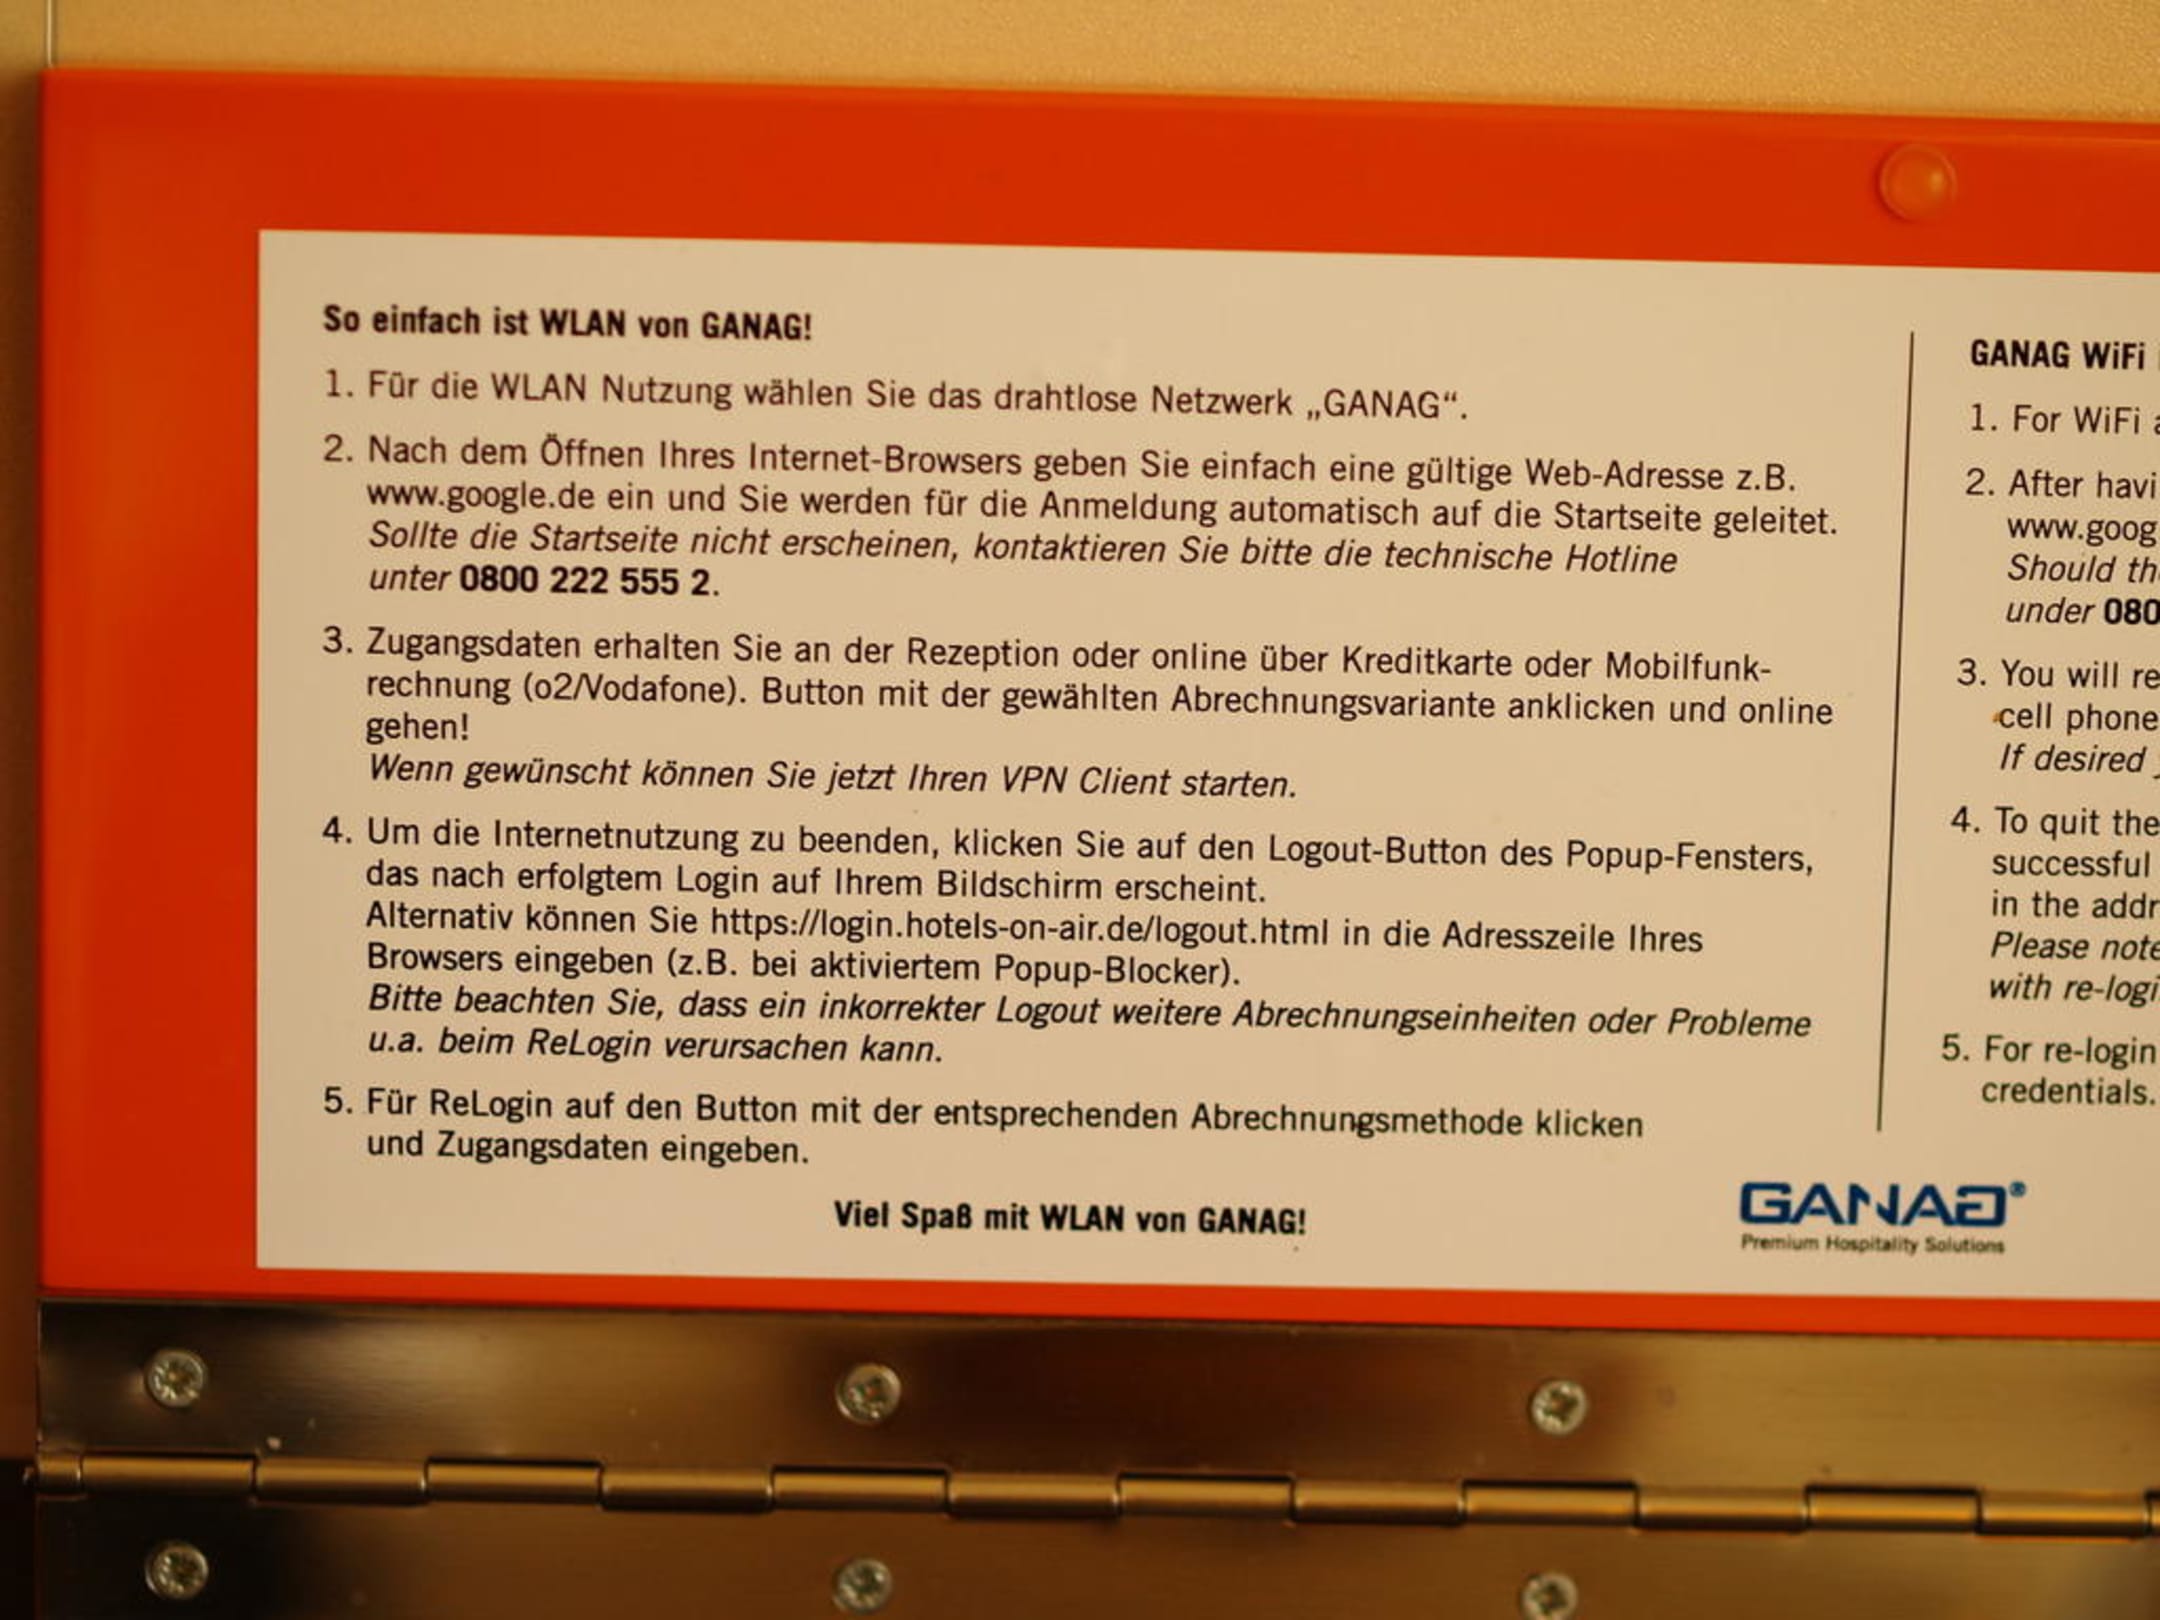 So einfach ist WLAN von GANAG!
1. Für die WLAN Nutzung wählen Sie das drahtlose Netzwerk „GANAG“.
2. Nach dem Öffnen Ihres Internet-Browsers geben Sie einfach eine gültige Web-Adresse z.B.
www.google.de ein und Sie werden für die Anmeldung automatisch auf die Startseite geleitet.
Sollte die Startseite nicht erscheinen, kontaktieren Sie bitte die technische Hotline
unter 0800 222 555 2.
3. Zugangsdaten erhalten Sie an der Rezeption oder online über Kreditkarte oder Mobilfunk-
rechnung (o2/Vodafone). Button mit der gewählten Abrechnungsvariante anklicken und online
gehen!
Wenn gewünscht können Sie jetzt Ihren VPN Client starten.
4. Um die Internetnutzung zu beenden, klicken Sie auf den Logout-Button des Popup-Fensters,
das nach erfolgtem Login auf Ihrem Bildschirm erscheint.
Alternativ können Sie https://login.hotels-on-air.de/logout.html in die Adresszeile Ihres
Browsers eingeben (z.B. bei aktiviertem Popup-Blocker).
Bitte beachten Sie, dass ein inkorrekter Logout weitere Abrechnungseinheiten oder Probleme
u.a. beim ReLogin verursachen kann.
5. Für ReLogin auf den Button mit der entsprechenden Abrechnungsmethode klicken
und Zugangsdaten eingeben.
Viel Spaß mit WLAN von GANAG!
GANAG WiFi
1. For WiFi
2. After havi
www.goog
Should th
under 080
3. You will re
cell phone
If desired
4. To quit the
successful
in the addr
Please note
with re-logi
5. For re-login
credentials.
GANAG®
Premium Hospitality Solutions